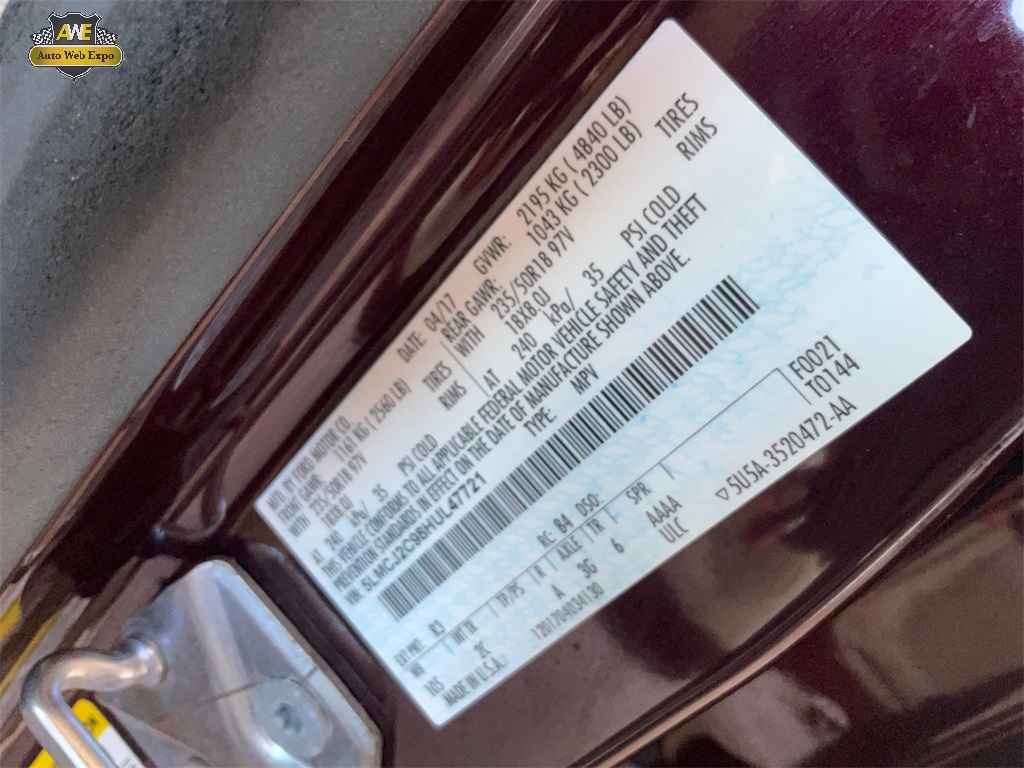 AWE
Auto Web Expo
MFD. BY FORD MOTOR CO.
DATE: 04/17 GVWR: 2195 KG ( 4840 LB)
FRONT GAWR: 1160 KG ( 2560 LB) REAR GAWR: 1043 KG ( 2300 LB)
WITH 235/50R18 97V TIRES WITH 235/50R18 97V TIRES
18X8.0J RIMS 18X8.0J RIMS
AT 240 kPa/ 35 PSI COLD AT 240 kPa/ 35 PSI COLD
THIS VEHICLE CONFORMS TO ALL APPLICABLE FEDERAL MOTOR VEHICLE SAFETY AND THEFT
PREVENTION STANDARDS IN EFFECT ON THE DATE OF MANUFACTURE SHOWN ABOVE.
VIN: 5LMCJ2C98HUL47721 TYPE: MPV
F0021
T0144
EXT PNT: R3 RC: 84 DSO:
WB INT TR TP/PS R AXLE TR SPR
105 2C A 3G 6 AAAA
MADE IN U.S.A. 1201704034130 ULC
▽5U5A-3520472-AA